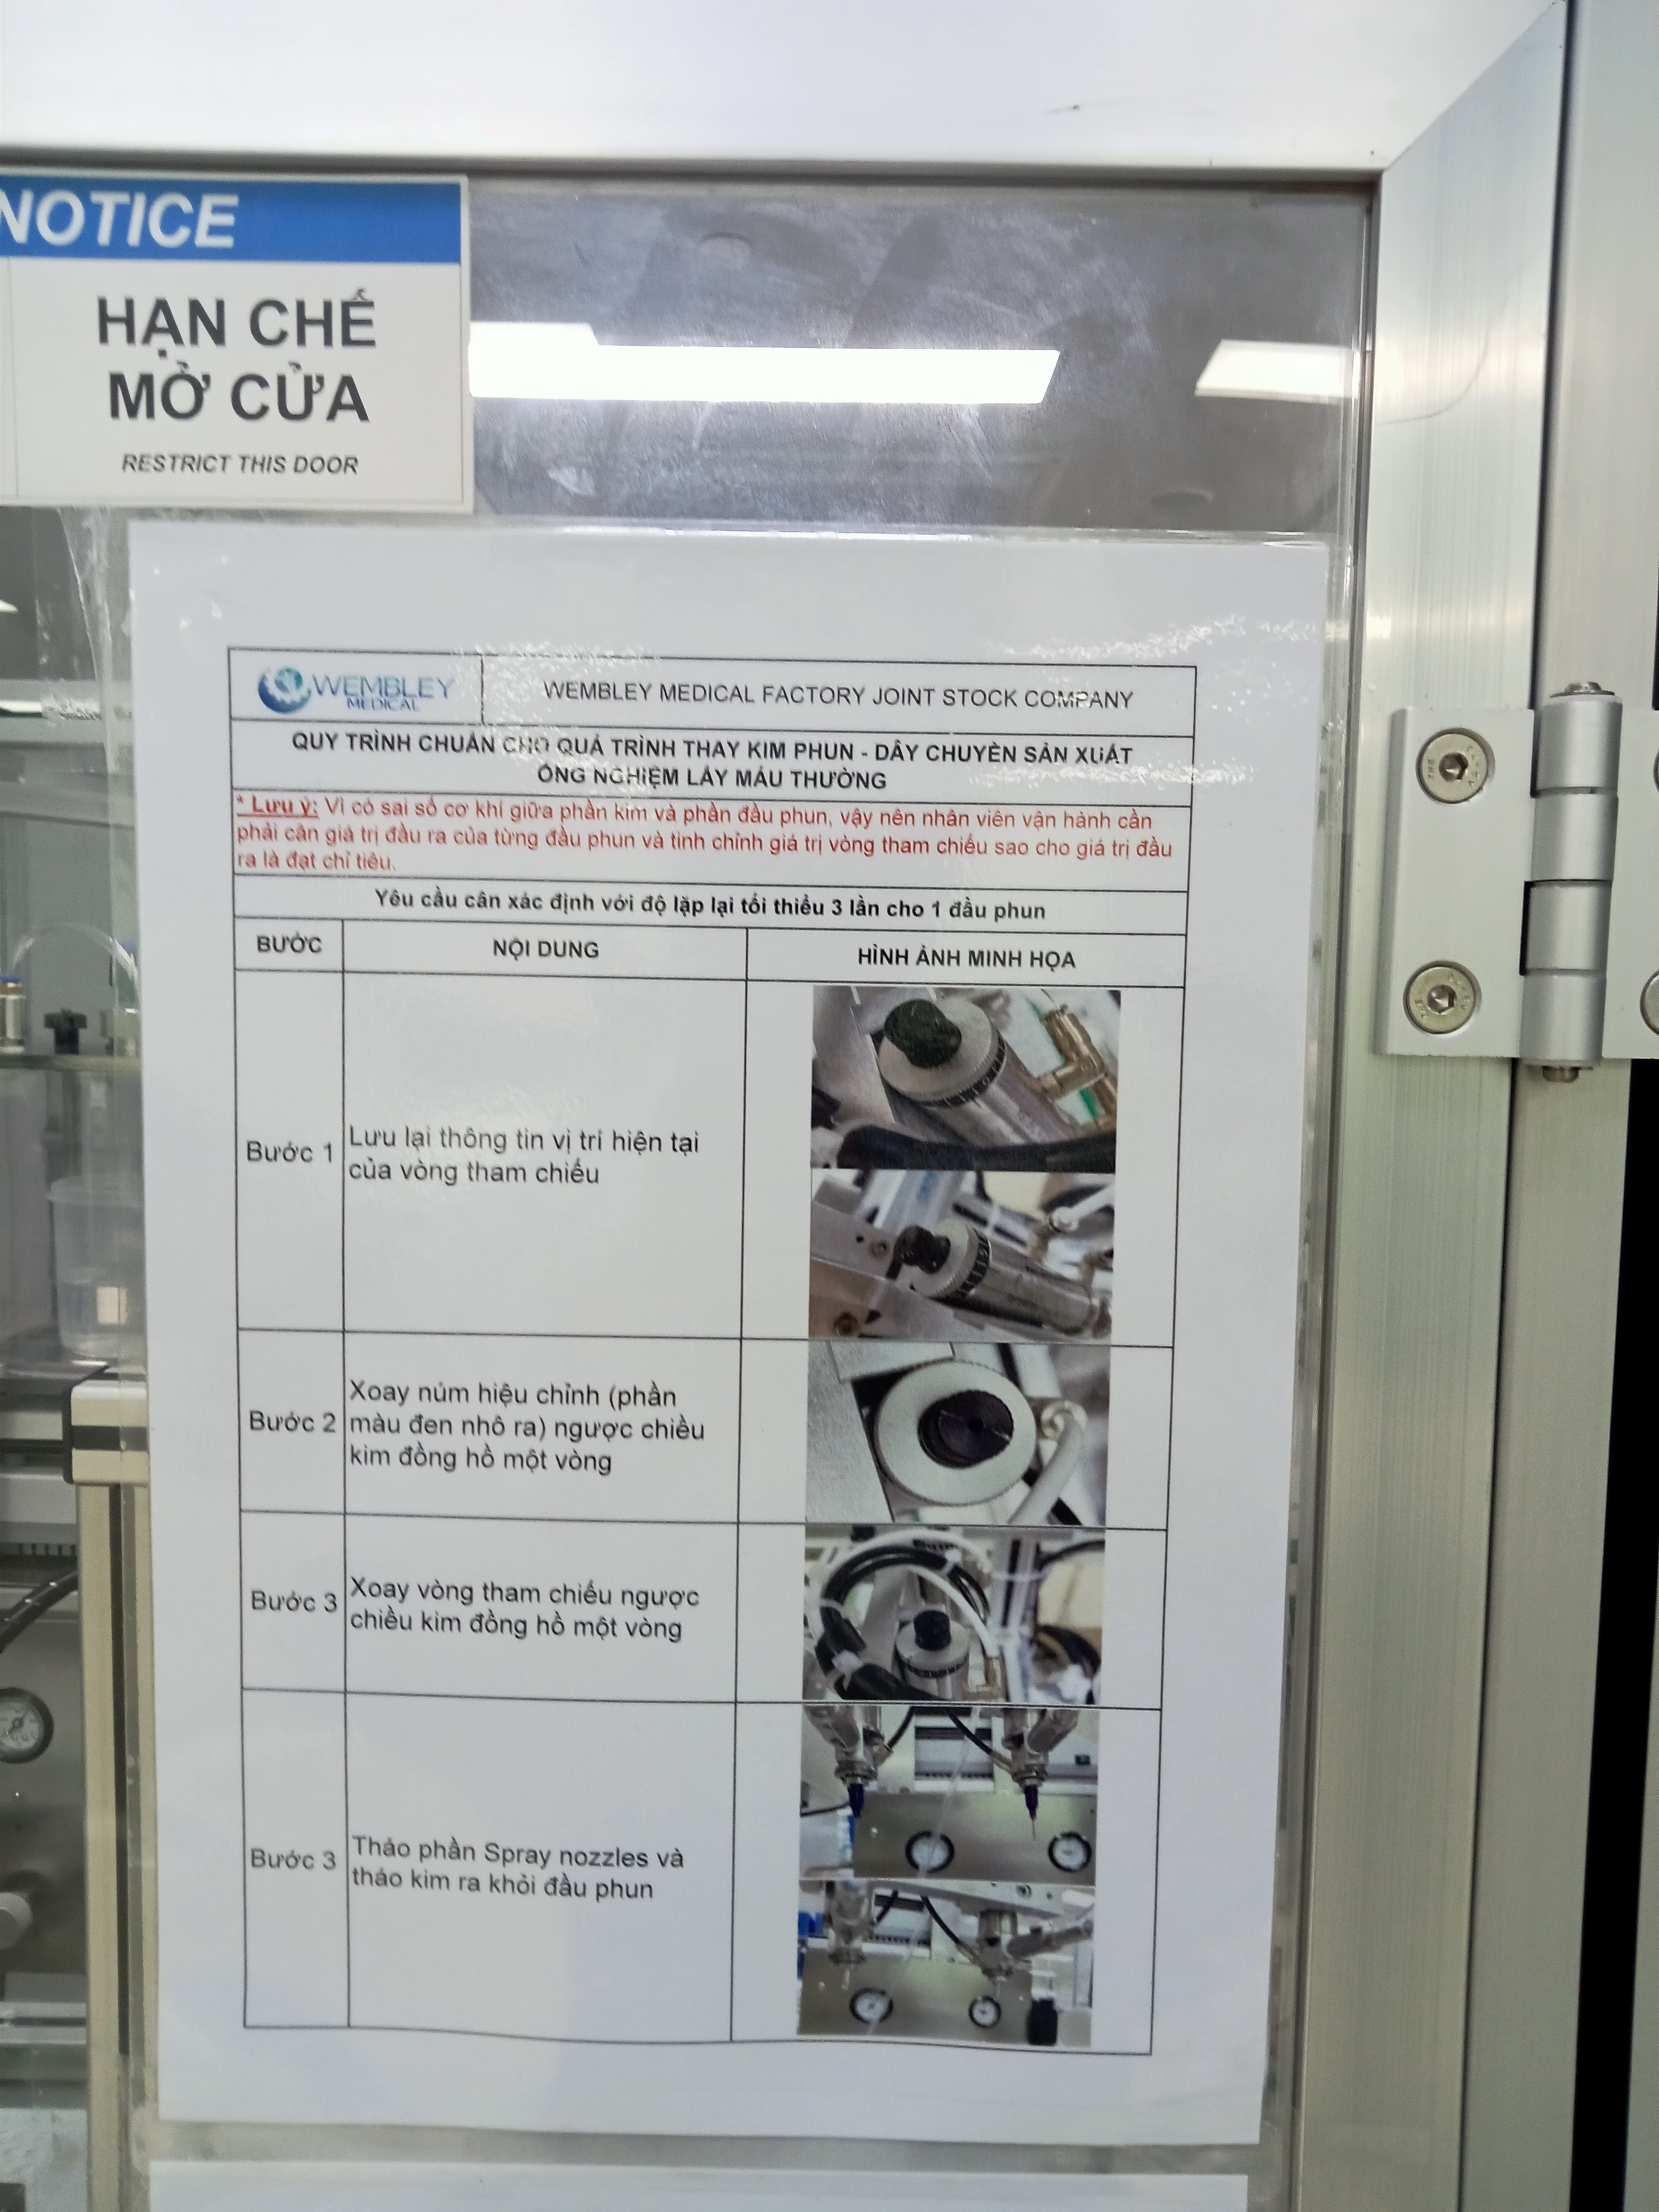 NOTICE
HẠN CHẾ
MỞ CỬA
RESTRICT THIS DOOR
WEMBLEY
MEDICAL
WEMBLEY MEDICAL FACTORY JOINT STOCK COMPANY
QUY TRÌNH CHUẨN CHO QUÁ TRÌNH THAY KIM PHUN - DÂY CHUYỀN SẢN XUẤT
ỐNG NGHIỆM LẤY MÁU THƯỜNG
* Lưu ý: Vì có sai số cơ khí giữa phần kim và phần đầu phun, vậy nên nhân viên vận hành cần
phải cân giá trị đầu ra của từng đầu phun và tinh chỉnh giá trị vòng tham chiếu sao cho giá trị đầu
ra là đạt chỉ tiêu.
Yêu cầu cân xác định với độ lặp lại tối thiểu 3 lần cho 1 đầu phun
BƯỚC
NỘI DUNG
HÌNH ẢNH MINH HỌA
Bước 1
Lưu lại thông tin vị trí hiện tại
của vòng tham chiếu
Bước 2
Xoay núm hiệu chỉnh (phần
màu đen nhô ra) ngược chiều
kim đồng hồ một vòng
Bước 3
Xoay vòng tham chiếu ngược
chiều kim đồng hồ một vòng
Bước 3
Tháo phần Spray nozzles và
tháo kim ra khỏi đầu phun